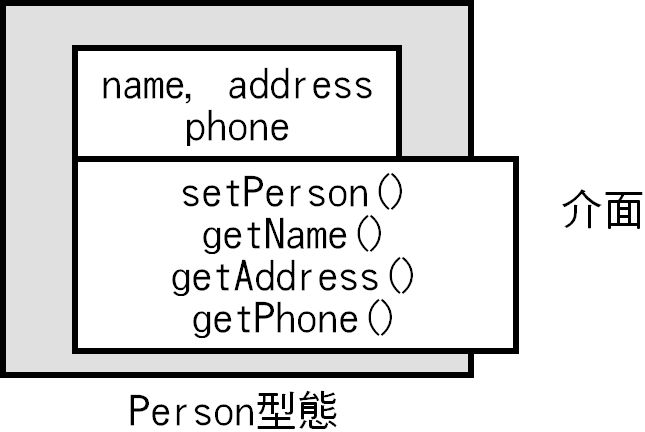 name, address
phone
setPerson()
getName()
getAddress()
getPhone()
介面
Person型態